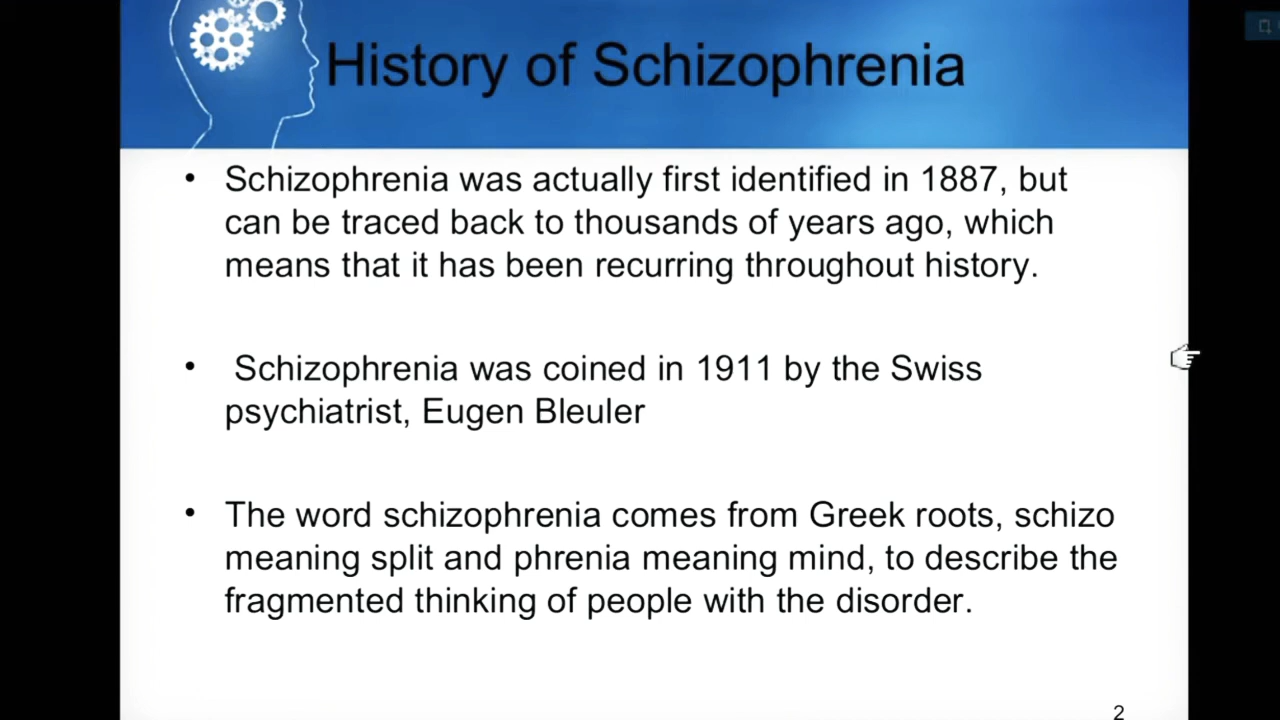 History of Schizophrenia
• Schizophrenia was actually first identified in 1887, but
can be traced back to thousands of years ago, which
means that it has been recurring throughout history.
• Schizophrenia was coined in 1911 by the Swiss
psychiatrist, Eugen Bleuler
• The word schizophrenia comes from Greek roots, schizo
meaning split and phrenia meaning mind, to describe the
fragmented thinking of people with the disorder.
2